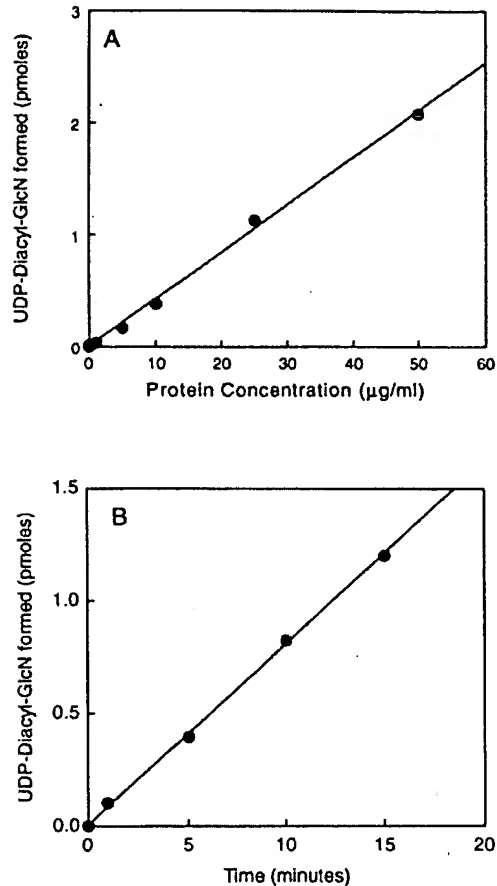 A
UDP-Diacyl-GlcN formed (pmoles)
3
2
1
0
0 10 20 30 40 50 60
Protein Concentration (µg/ml)
B
UDP-Diacyl-GlcN formed (pmoles)
1.5
1.0
0.5
0.0
0 5 10 15 20
Time (minutes)